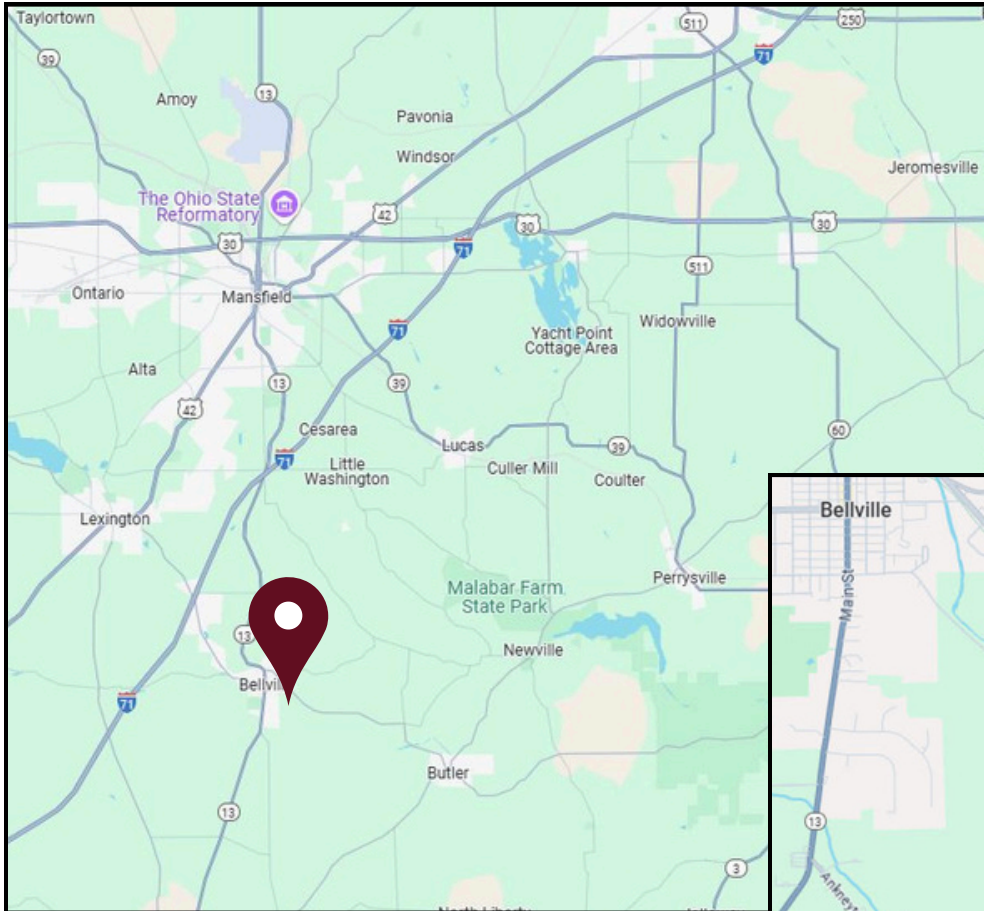 Taylortown
511
250
39
71
Amoy
13
Pavonia
Windsor
Jeromesville
The Ohio State
Reformatory
42
30
30
30
71
511
Ontario
Mansfield
71
Yacht Point
Cottage Area
Widowville
Alta
13
39
42
60
Cesarea
Lucas
39
71
Little
Washington
Culler Mill
Coulter
Lexington
Perrysville
Malabar Farm
State Park
13
Newville
Bellvill
71
Butler
13
3
Bellville
Main St
13